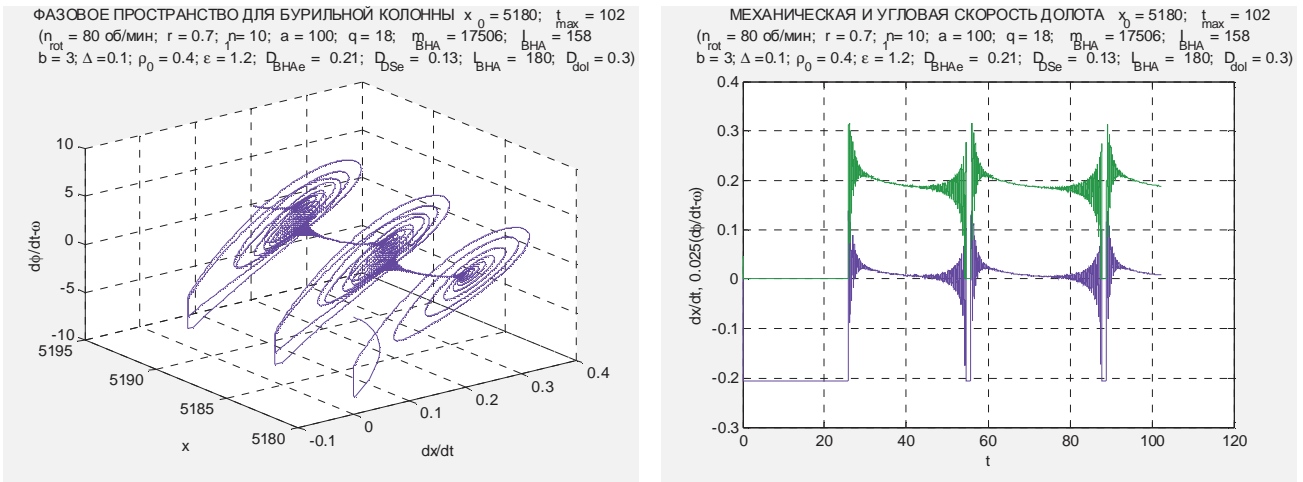 ФАЗОВОЕ ПРОСТРАНСТВО ДЛЯ БУРИЛЬНОЙ КОЛОННЫ x0 = 5180; tmax = 102
(nrot = 80 об/мин; r = 0.7; n1= 10; a = 100; q = 18; mBHA = 17506; IBHA = 158
b = 3; Δ =0.1; ρ0 = 0.4; ε = 1.2; DBHAe = 0.21; DDSe = 0.13; LBHA = 180; Ddol = 0.3)
10
5
0
-5
-10
dϕ/dt-ω
5195
5190
5185
5180
x
-0.1
0
0.1
0.2
0.3
0.4
dx/dt
МЕХАНИЧЕСКАЯ И УГЛОВАЯ СКОРОСТЬ ДОЛОТА x0 = 5180; tmax = 102
(nrot = 80 об/мин; r = 0.7; n1= 10; a = 100; q = 18; mBHA = 17506; IBHA = 158
b = 3; Δ =0.1; ρ0 = 0.4; ε = 1.2; DBHAe = 0.21; DDSe = 0.13; LBHA = 180; Ddol = 0.3)
0.4
0.3
0.2
0.1
0
-0.1
-0.2
-0.3
dx/dt, 0.025(dϕ/dt-ω)
0 20 40 60 80 100 120
t